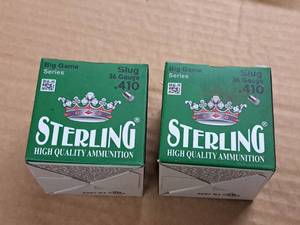 Big Game
Series
Slug
36 Gauge
.410
STERLING®
HIGH QUALITY AMMUNITION
Big Game
Series
Slug
36 Gauge
.410
STERLING®
HIGH QUALITY AMMUNITION